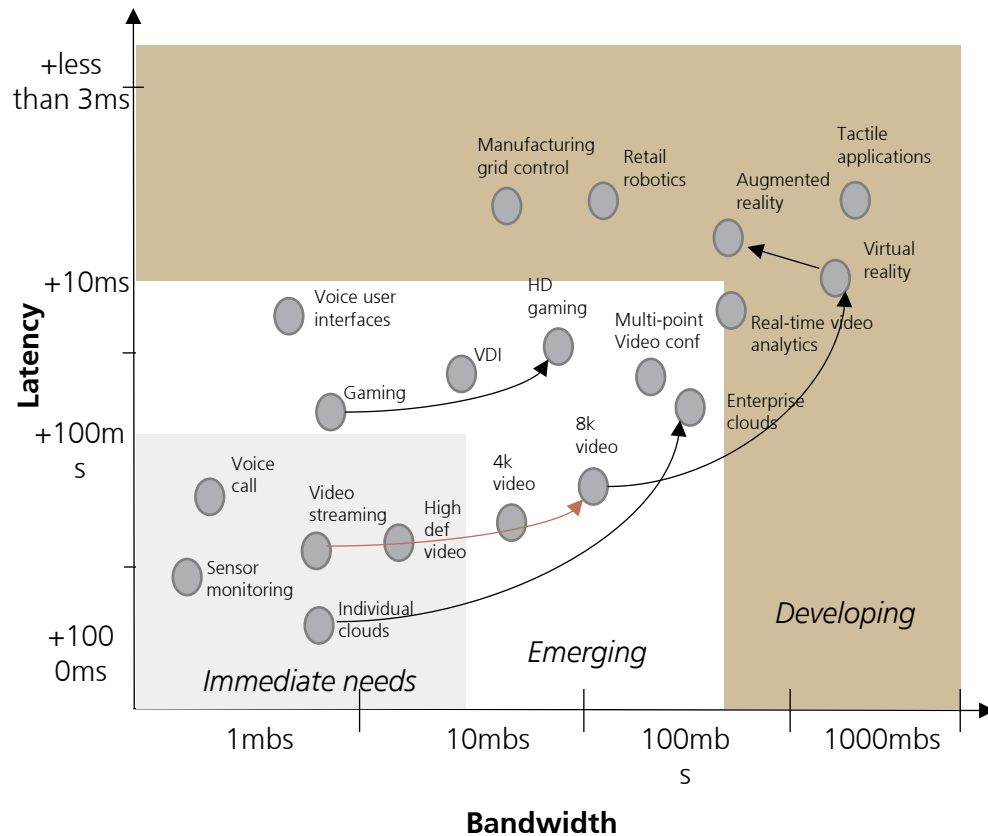 +less
than 3ms
Manufacturing
grid control
Retail
robotics
Tactile
applications
Augmented
reality
Virtual
reality
+10ms
Voice user
interfaces
HD
gaming
Multi-point
Video conf
Real-time video
analytics
Latency
VDI
Gaming
Enterprise
clouds
+100m
s
8k
video
Voice
call
4k
video
Video
streaming
High
def
video
Sensor
monitoring
Individual
clouds
+100
0ms
Developing
Emerging
Immediate needs
1mbs
10mbs
100mb
s
1000mbs
Bandwidth